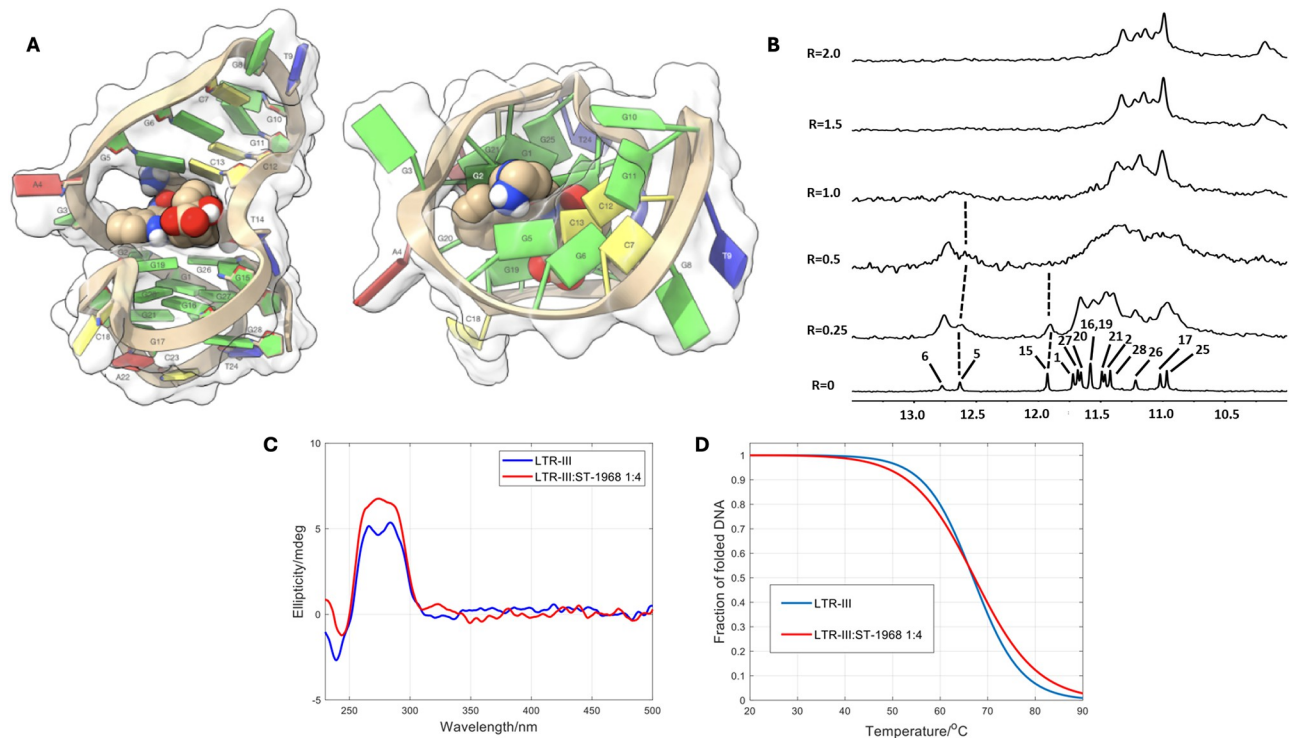 A
G8
T9
C7
G10
G6
G11
G5
C13
C12
A4
G3
T14
G2
G19
G26
G1
G15
G27
G16
G21
C18
G17
G28
A22
C23
T24
G10
T24
G25
G1
G3
G2
G11
C12
C13
G20
G5
C7
G6
A4
G19
G8
T9
C18
B
R=2.0
R=1.5
R=1.0
R=0.5
R=0.25
16,19
20
27
21 2
6 5 15 1 28 26 17 25
R=0
13.0 12.5 12.0 11.5 11.0 10.5
C
10
5
0
-5
LTR-III
LTR-III:ST-1968 1:4
Ellipticity/mdeg
250 300 350 400 450 500
Wavelength/nm
D
1
0.9
0.8
0.7
0.6
0.5
0.4
0.3
0.2
0.1
0
LTR-III
LTR-III:ST-1968 1:4
Fraction of folded DNA
20 30 40 50 60 70 80 90
Temperature/°C